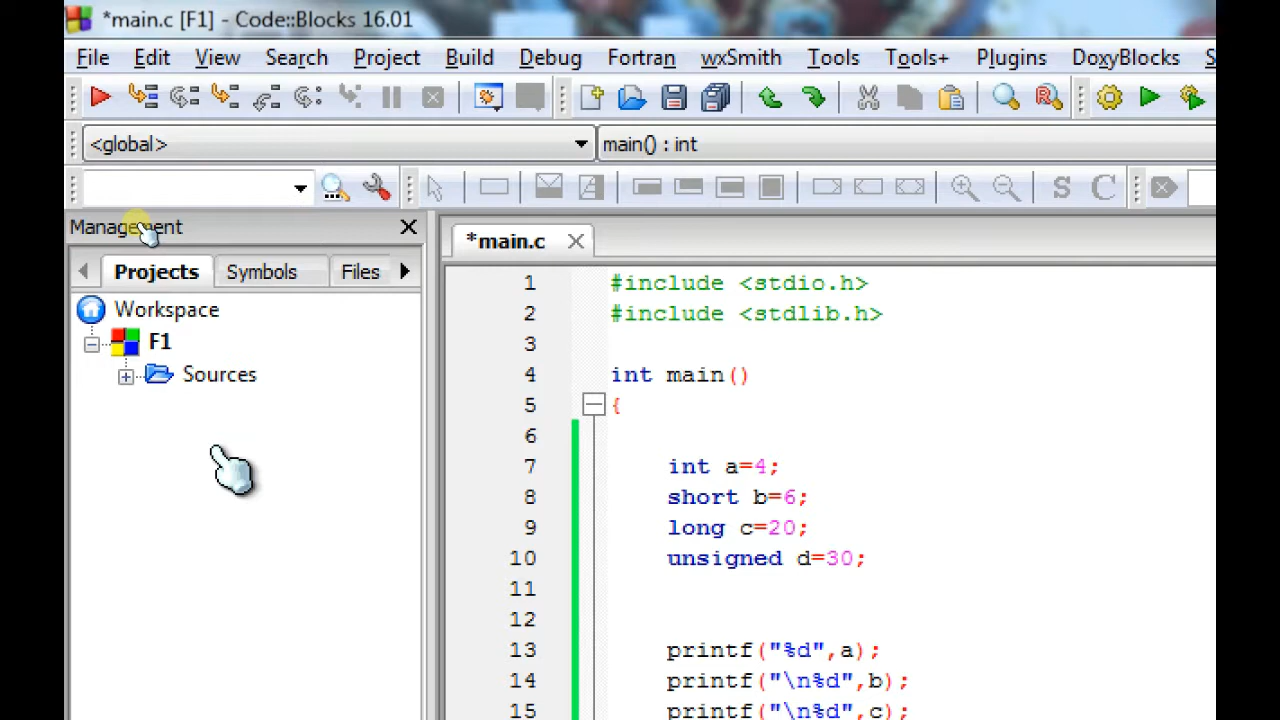 *main.c [F1] - Code::Blocks 16.01
File Edit View Search Project Build Debug Fortran wxSmith Tools Tools+ Plugins DoxyBlocks S
<global> main() : int
S C
Management
*main.c
Projects Symbols Files
1 #include <stdio.h>
Workspace
2 #include <stdlib.h>
F1
3
Sources
4 int main()
5 {
6
7 int a=4;
8 short b=6;
9 long c=20;
10 unsigned d=30;
11
12
13 printf("%d",a);
14 printf("\n%d",b);
15 printf("\n%d",c);